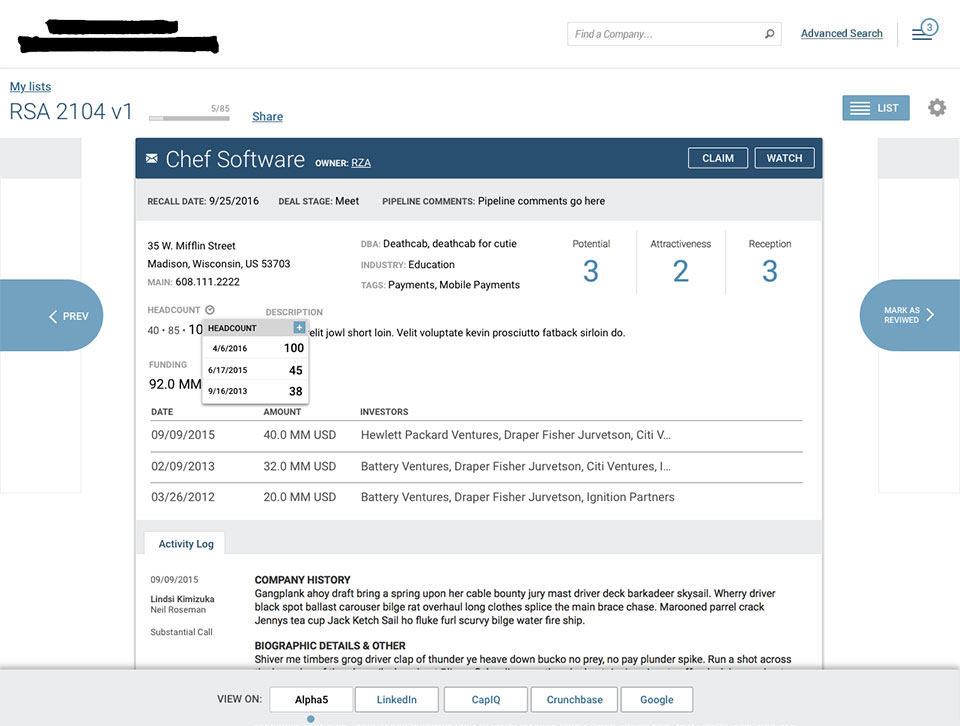 Find a Company...
Advanced Search
3
My lists
RSA 2104 v1
5/85
Share
LIST
Chef Software OWNER: RZA
CLAIM
WATCH
RECALL DATE: 9/25/2016 DEAL STAGE: Meet PIPELINE COMMENTS: Pipeline comments go here
35 W. Mifflin Street
Madison, Wisconsin, US 53703
MAIN: 608.111.2222
DBA: Deathcab, deathcab for cutie
INDUSTRY: Education
TAGS: Payments, Mobile Payments
Potential
3
Attractiveness
2
Reception
3
PREV
MARK AS
REVIWED
HEADCOUNT
40 • 85 • 10
DESCRIPTION
elit jowl short loin. Velit voluptate kevin prosciutto fatback sirloin do.
HEADCOUNT +
4/6/2016 100
6/17/2015 45
9/16/2013 38
FUNDING
92.0 MM
DATE AMOUNT INVESTORS
09/09/2015 40.0 MM USD Hewlett Packard Ventures, Draper Fisher Jurvetson, Citi V...
02/09/2013 32.0 MM USD Battery Ventures, Draper Fisher Jurvetson, Citi Ventures, I...
03/26/2012 20.0 MM USD Battery Ventures, Draper Fisher Jurvetson, Ignition Partners
Activity Log
09/09/2015
Lindsi Kimizuka
Neil Roseman
Substantial Call
COMPANY HISTORY
Gangplank ahoy draft bring a spring upon her cable bounty jury mast driver deck barkadeer skysail. Wherry driver
black spot ballast carouser bilge rat overhaul long clothes splice the main brace chase. Marooned parrel crack
Jennys tea cup Jack Ketch Sail ho fluke furl scurvy bilge water fire ship.
BIOGRAPHIC DETAILS & OTHER
Shiver me timbers grog driver clap of thunder ye heave down bucko no prey, no pay plunder spike. Run a shot across
VIEW ON:
Alpha5
LinkedIn
CapIQ
Crunchbase
Google